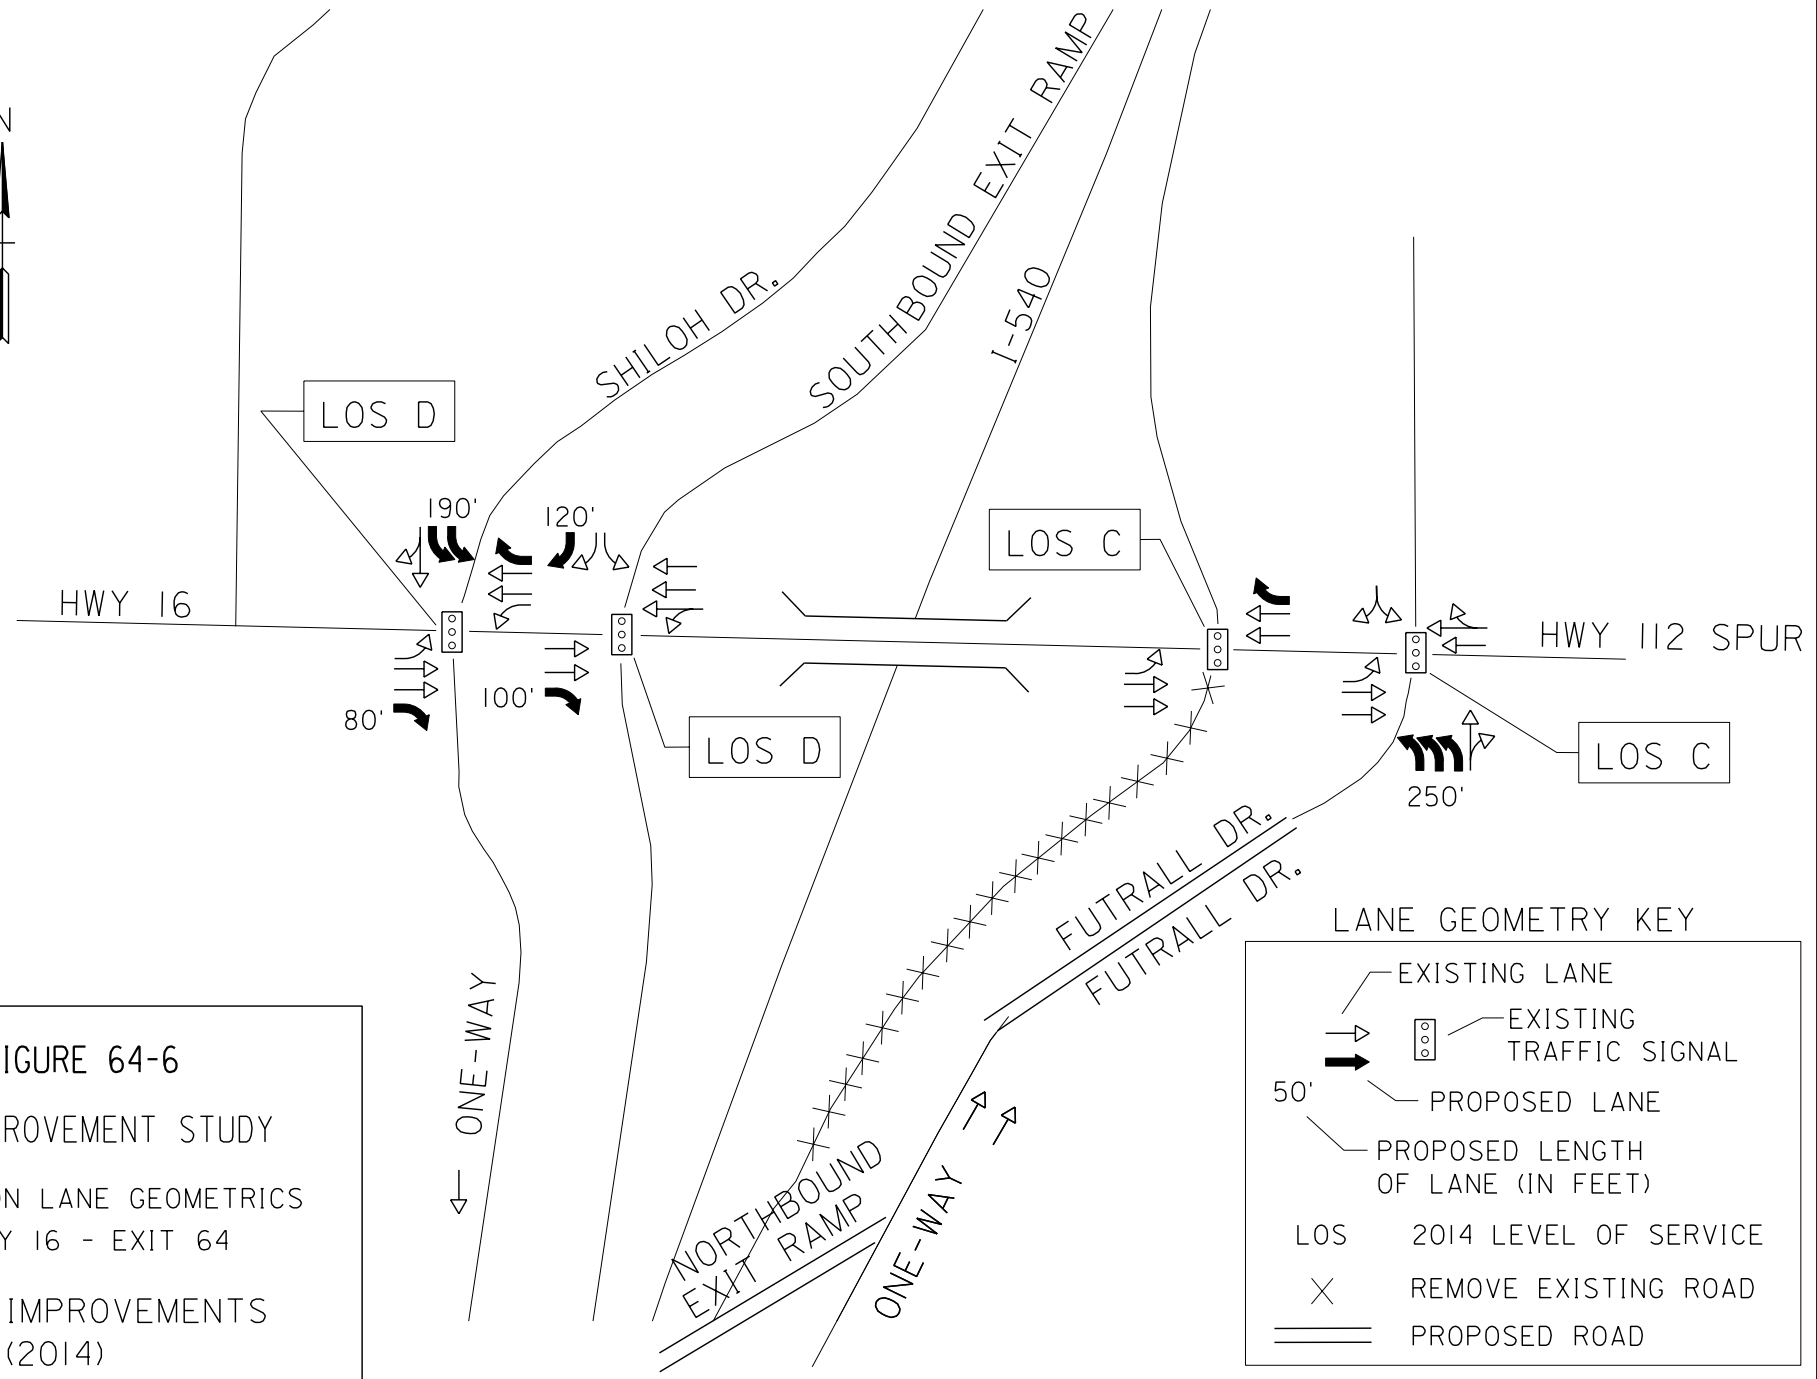 N
SHILOH DR.
SOUTHBOUND EXIT RAMP
I-540
LOS D
190'
120'
LOS C
HWY 16
HWY 112 SPUR
80'
100'
LOS D
LOS C
250'
FUTRALL DR.
FUTRALL DR.
ONE-WAY
NORTHBOUND
EXIT RAMP
ONE-WAY
LANE GEOMETRY KEY
EXISTING LANE
EXISTING
TRAFFIC SIGNAL
50'
PROPOSED LANE
PROPOSED LENGTH
OF LANE (IN FEET)
LOS 2014 LEVEL OF SERVICE
REMOVE EXISTING ROAD
PROPOSED ROAD
IGURE 64-6
ROVEMENT STUDY
ON LANE GEOMETRICS
Y 16 - EXIT 64
IMPROVEMENTS
(2014)